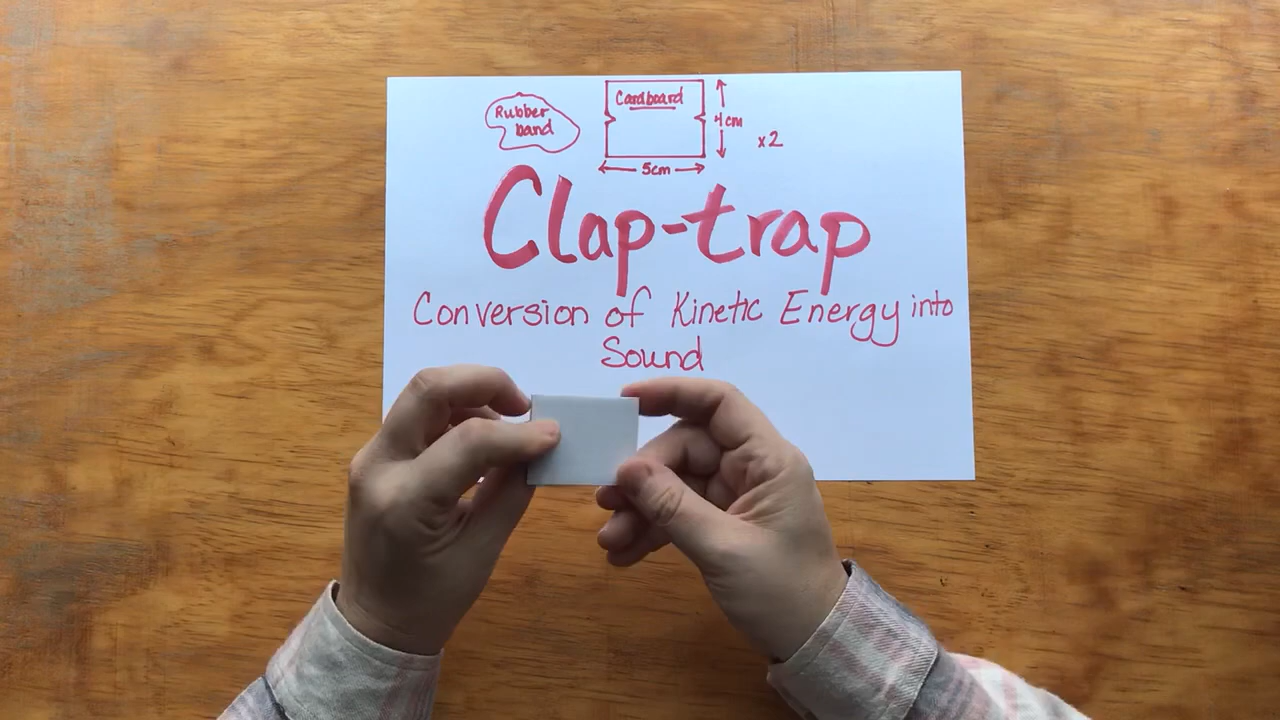 Rubber
band
Cardboard
4cm
x2
5cm
Clap-trap
Conversion of Kinetic Energy into
Sound